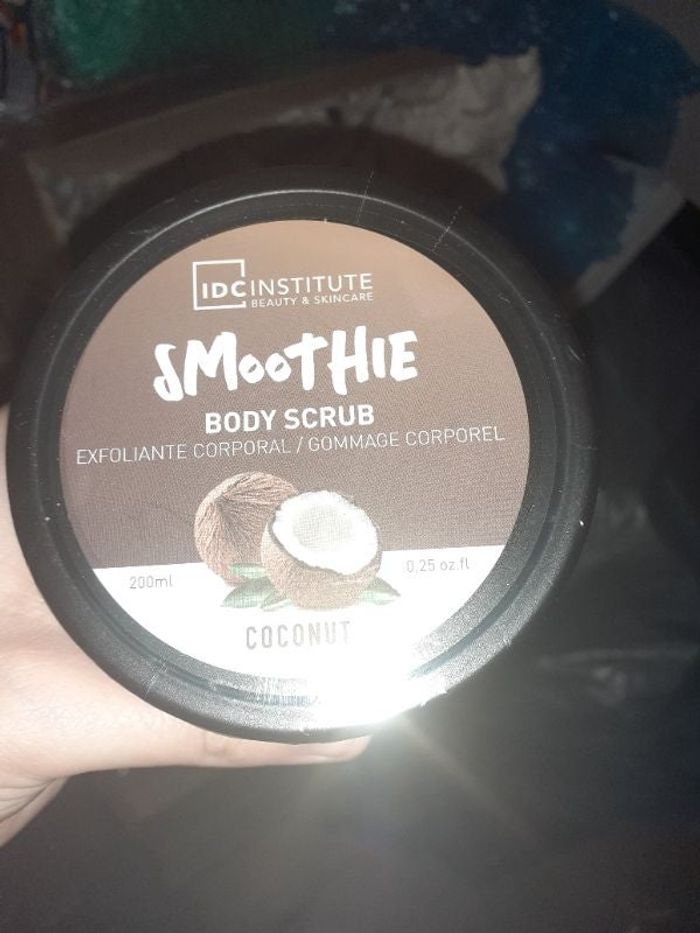 IDC INSTITUTE
BEAUTY & SKINCARE
SMOOTHIE
BODY SCRUB
EXFOLIANTE CORPORAL / GOMMAGE CORPOREL
200ml 0,25 oz.fl
COCONUT